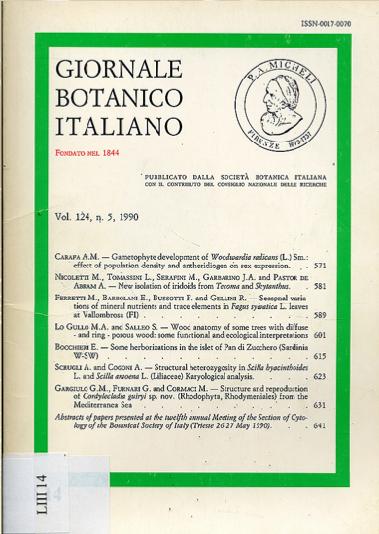 ISSN-0017-0070
GIORNALE
BOTANICO
ITALIANO
FONDATO NEL 1844
P. A. MICHELI
FIRENZE 1679-1737
PUBBLICATO DALLA SOCIETÀ BOTANICA ITALIANA
CON IL CONTRIBUTO DEL CONSIGLIO NAZIONALE DELLE RICERCHE
Vol. 124, n. 5, 1990
CARAFA A.M. — Gametophyte development of Woodwardia radicans (L.) Sm.:
effect of population density and antheridiogen on sex expression. 571
NICOLETTI M., TOMASSINI L., SERAFINI M., GARBARINO J.A. and PASTOR DE
ABRAM A. — New isolation of iridoids from Tecoma and Skytanthus. 581
FERRETTI M., BARBOLANI E., BUSSOTTI F. and GELLINI R. — Seasonal varia
tions of mineral nutrients and trace elements in Fagus sylvatica L. leaves
at Vallombrosa (FI) . . . . . . . . 589
LO GULLO M.A. and SALLEO S. — Wood anatomy of some trees with diffuse
- and ring - porous wood: some functional and ecological interpretations 601
BOCCHIERI E. — Some herborizations in the islet of Pan di Zucchero (Sardinia
W-SW) . . . . . . . . 615
SCRUGLI A. and COGONI A. — Structural heterozygosity in Scilla hyacinthoides
L. and Scilla amoena L. (Liliaceae) Karyological analysis. . . . 623
GARGIULO G.M., FURNARI G. and CORMACI M. — Structure and reproduction
of Cordylecladia guiryi sp. nov. (Rhodophyta, Rhodymeniales) from the
Mediterranean Sea . . . . . . . . 631
Abstracts of papers presented at the twelfth annual Meeting of the Section of Cyto-
logy of the Botanical Society of Italy (Trieste 26-27 May 1990). . . 641
LIII 14